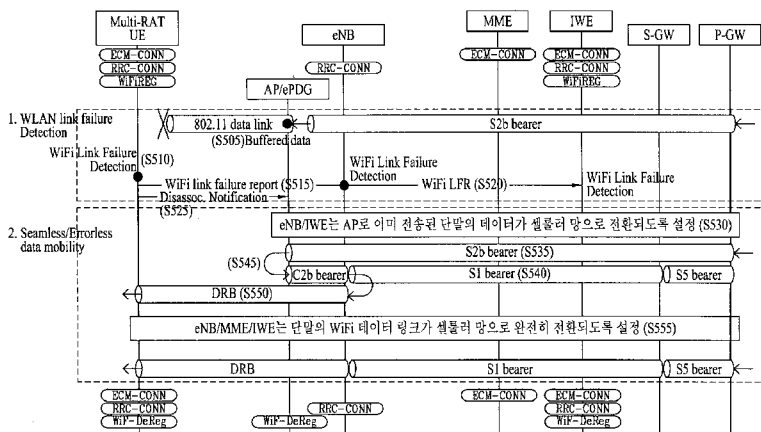 Multi-RAT UE
eNB
MME
IWE
S-GW
P-GW
ECM-CONN
RRC-CONN
WiFiREG
RRC-CONN
ECM-CONN
ECM-CONN
RRC-CONN
WiFiREG
AP/ePDG
1. WLAN link failure
Detection
802.11 data link
S2b bearer
(S505)Buffered data
WiFi Link Failure
Detection
(S510)
WiFi Link Failure
Detection
WiFi Link Failure
Detection
WiFi link failure report (S515)
WiFi LFR (S520)
Disassoc. Notification
(S525)
2. Seamless/Errorless
data mobility
eNB/IWE는 AP로 이미 전송된 단말의 데이터가 셀룰러 망으로 전환되도록 설정 (S530)
S2b bearer (S535)
(S545)
C2b bearer
S1 bearer (S540)
S5 bearer
DRB (S550)
eNB/MME/IWE는 단말의 WiFi 데이터 링크가 셀룰러 망으로 완전히 전환되도록 설정 (S555)
DRB
S1 bearer
S5 bearer
ECM-CONN
RRC-CONN
WiF-DeReg
WiF-DeReg
RRC-CONN
ECM-CONN
ECM-CONN
RRC-CONN
WiF-DeReg